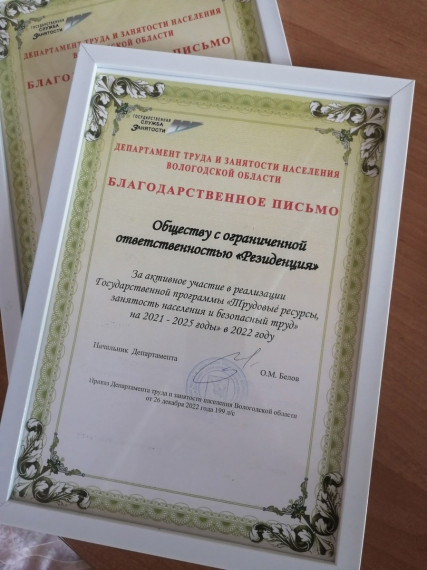 ГОСУДАРСТВЕННАЯ
СЛУЖБА
ЗАНЯТОСТИ
ДЕПАРТАМЕНТ ТРУДА И ЗАНЯТОСТИ НАСЕЛЕНИЯ
ВОЛОГОДСКОЙ ОБЛАСТИ
БЛАГОДАРСТВЕННОЕ ПИСЬМО
ГОСУДАРСТВЕННАЯ
СЛУЖБА
ЗАНЯТОСТИ
ДЕПАРТАМЕНТ ТРУДА И ЗАНЯТОСТИ НАСЕЛЕНИЯ
ВОЛОГОДСКОЙ ОБЛАСТИ
БЛАГОДАРСТВЕННОЕ ПИСЬМО
Обществу с ограниченной
ответственностью «Резиденция»
За активное участие в реализации
Государственной программы «Трудовые ресурсы,
занятость населения и безопасный труд»
на 2021 - 2025 годы» в 2022 году
Начальник Департамента
О.М. Белов
Приказ Департамента труда и занятости населения Вологодской области
от 26 декабря 2022 года 199 л/с